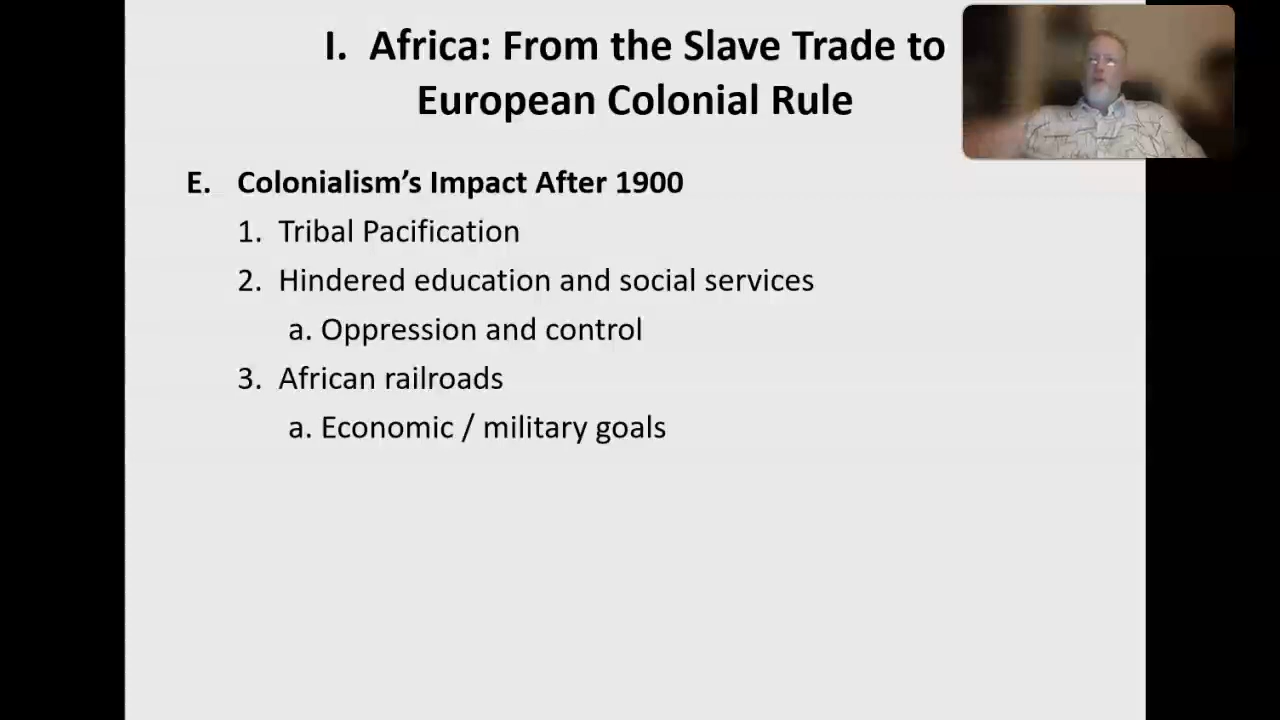 I. Africa: From the Slave Trade to
European Colonial Rule
E. Colonialism’s Impact After 1900
1. Tribal Pacification
2. Hindered education and social services
a. Oppression and control
3. African railroads
a. Economic / military goals